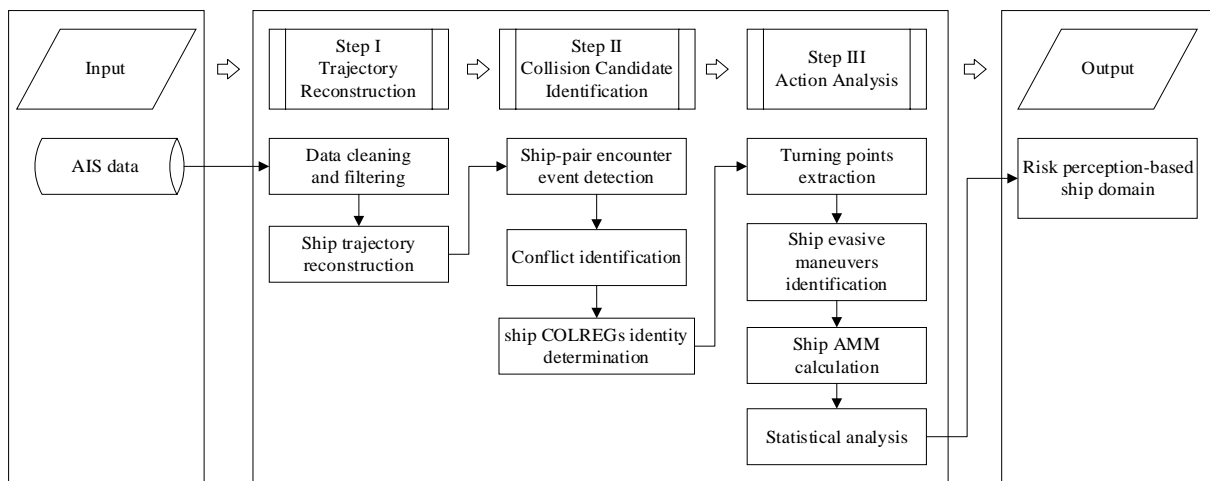 Input
Step I
Trajectory
Reconstruction
Step II
Collision Candidate
Identification
Step III
Action Analysis
Output
AIS data
Data cleaning
and filtering
Ship trajectory
reconstruction
Ship-pair encounter
event detection
Conflict identification
ship COLREGs identity
determination
Turning points
extraction
Ship evasive
maneuvers
identification
Ship AMM
calculation
Statistical analysis
Risk perception-based
ship domain